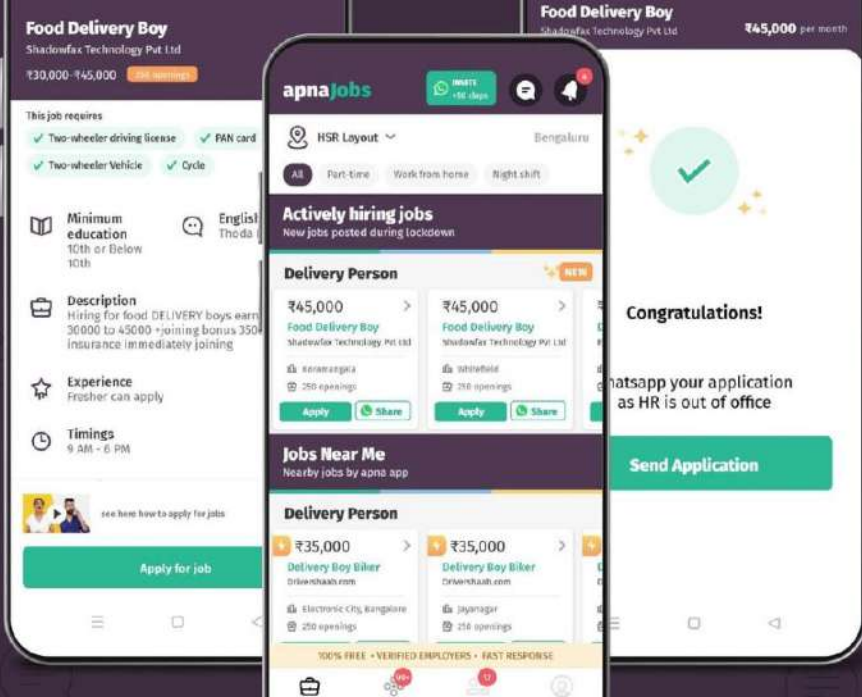 Food Delivery Boy
Shadowfax Technology Pvt Ltd
₹30,000-₹45,000 250 openings
This job requires
Two-wheeler driving license PAN card
Two-wheeler Vehicle Cycle
Minimum
education
10th or Below
10th
English
Thoda
Description
Hiring for food DELIVERY boys earn
30000 to 45000 +joining bonus 350
insurance immediately joining
Experience
Fresher can apply
Timings
9 AM - 6 PM
see here how to apply for jobs
Apply for job
apnaJobs
INVITE
HSR Layout
Bengaluru
All Part-time Work from home Night shift
Actively hiring jobs
New jobs posted during lockdown
Delivery Person
NEW
₹45,000
Food Delivery Boy
Shadowfax Technology Pvt Ltd
Koramangala
250 openings
Apply Share
₹45,000
Food Delivery Boy
Shadowfax Technology Pvt Ltd
Whitefield
250 openings
Apply Share
Jobs Near Me
Nearby jobs by apna app
Delivery Person
₹35,000
Delivery Boy Biker
Drivershaab.com
Electronic City, Bangalore
250 openings
₹35,000
Delivery Boy Biker
Drivershaab.com
Jayanagar
250 openings
100% FREE • VERIFIED EMPLOYERS • FAST RESPONSE
99+
17
Food Delivery Boy
Shadowfax Technology Pvt Ltd
₹45,000 per month
Congratulations!
hatsapp your application
as HR is out of office
Send Application